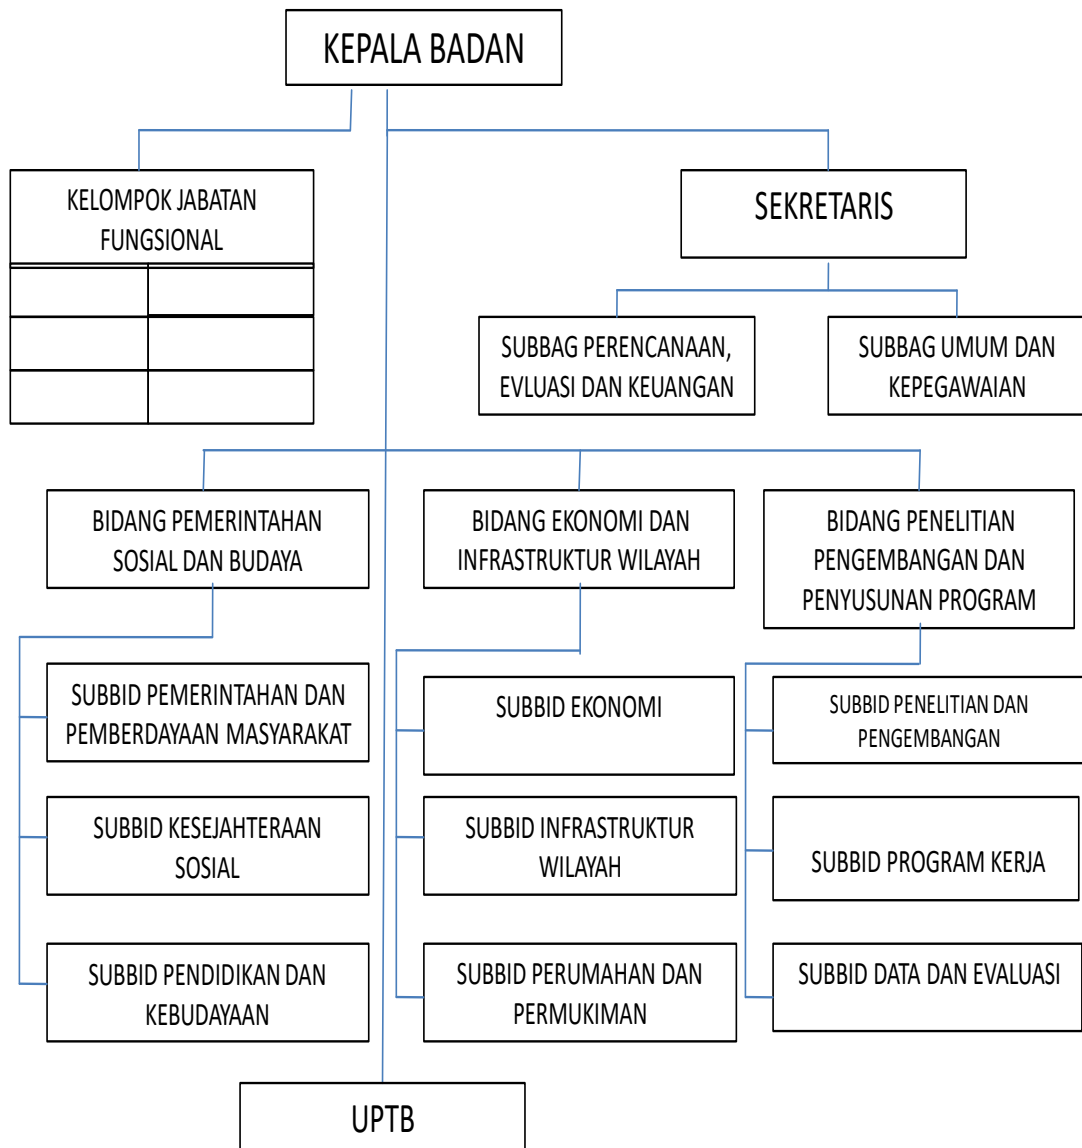 KEPALA BADAN
KELOMPOK JABATAN
FUNGSIONAL
SEKRETARIS
SUBBAG PERENCANAAN,
EVLUASI DAN KEUANGAN
SUBBAG UMUM DAN
KEPEGAWAIAN
BIDANG PEMERINTAHAN
SOSIAL DAN BUDAYA
BIDANG EKONOMI DAN
INFRASTRUKTUR WILAYAH
BIDANG PENELITIAN
PENGEMBANGAN DAN
PENYUSUNAN PROGRAM
SUBBID PEMERINTAHAN DAN
PEMBERDAYAAN MASYARAKAT
SUBBID EKONOMI
SUBBID PENELITIAN DAN
PENGEMBANGAN
SUBBID KESEJAHTERAAN
SOSIAL
SUBBID INFRASTRUKTUR
WILAYAH
SUBBID PROGRAM KERJA
SUBBID PENDIDIKAN DAN
KEBUDAYAAN
SUBBID PERUMAHAN DAN
PERMUKIMAN
SUBBID DATA DAN EVALUASI
UPTB